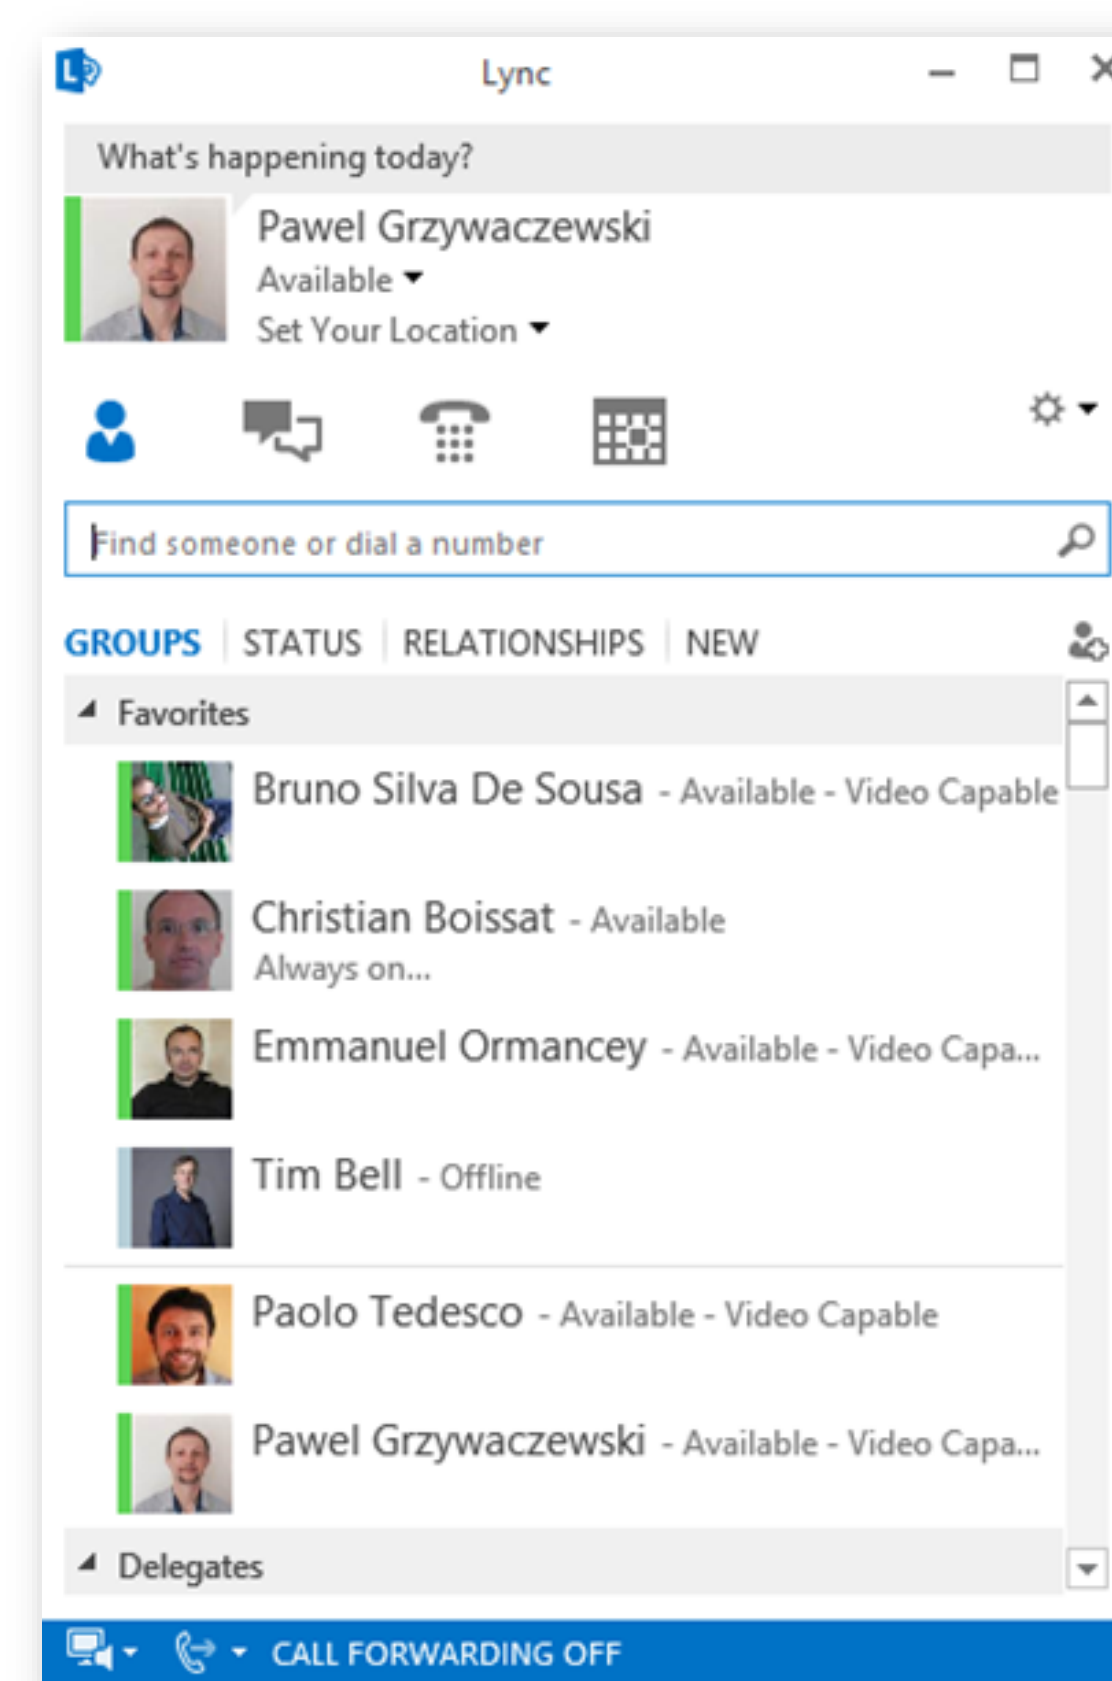 Lync
What's happening today?
Pawel Grzywaczewski
Available
Set Your Location
Find someone or dial a number
GROUPS STATUS RELATIONSHIPS NEW
Favorites
Bruno Silva De Sousa - Available - Video Capable
Christian Boissat - Available
Always on...
Emmanuel Ormancey - Available - Video Capa...
Tim Bell - Offline
Paolo Tedesco - Available - Video Capable
Pawel Grzywaczewski - Available - Video Capa...
Delegates
CALL FORWARDING OFF